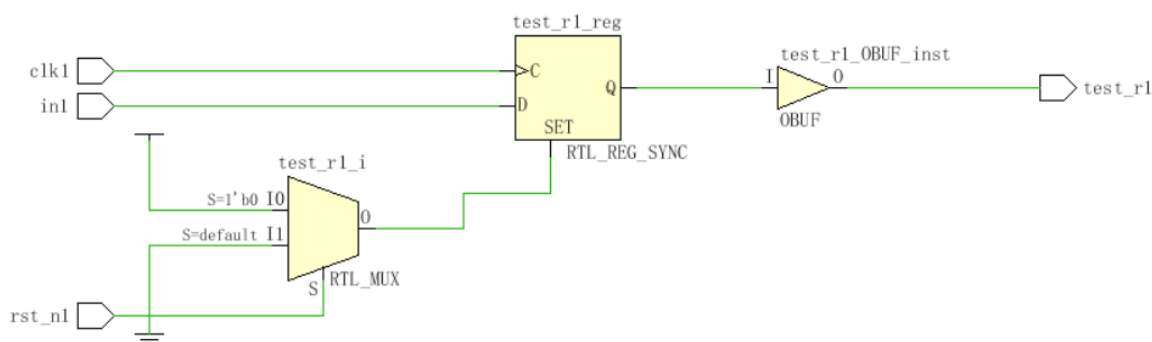 test_r1_reg
clk1
C
test_r1_OBUF_inst
I
O
Q
test_r1
in1
D
OBUF
SET
RTL_REG_SYNC
test_r1_i
S=1'b0 I0
O
S=default I1
RTL_MUX
S
rst_n1